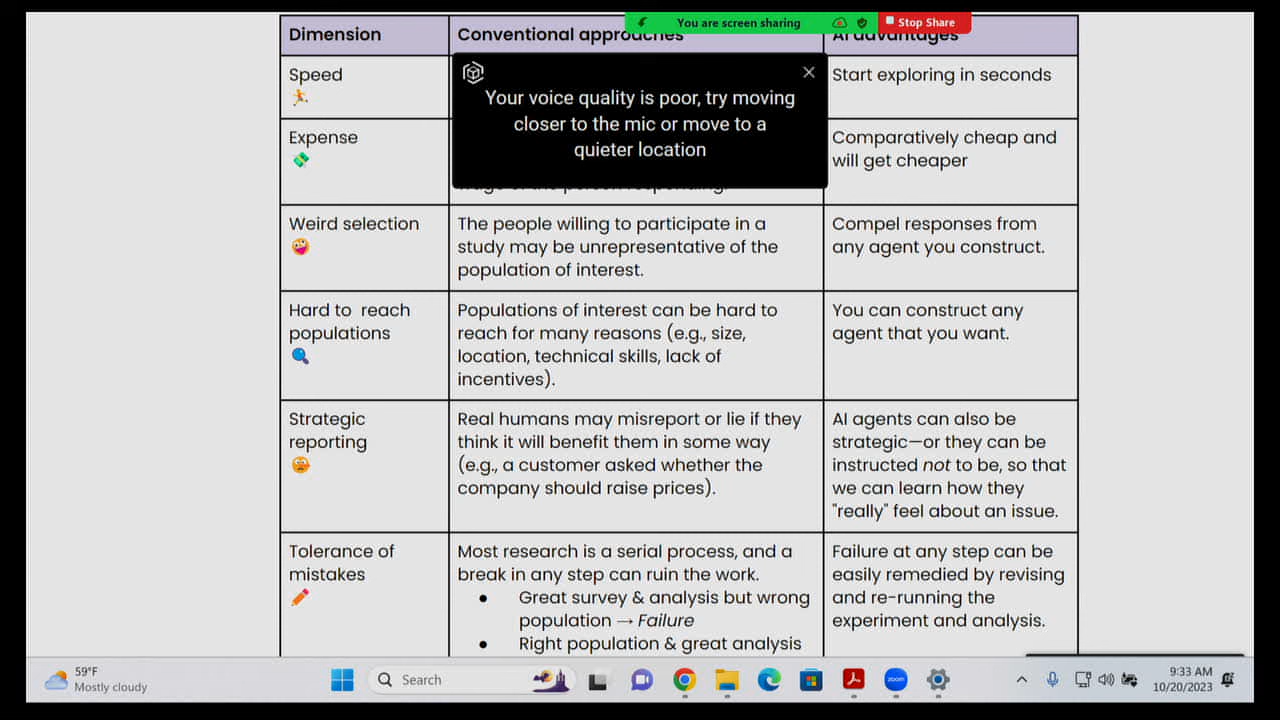 You are screen sharing
Stop Share
Dimension
Conventional approaches
AI advantages
Your voice quality is poor, try moving
closer to the mic or move to a
quieter location
Speed
Start exploring in seconds
Expense
Comparatively cheap and
will get cheaper
wage of the person responding.
Weird selection
The people willing to participate in a
study may be unrepresentative of the
population of interest.
Compel responses from
any agent you construct.
Hard to reach
populations
Populations of interest can be hard to
reach for many reasons (e.g., size,
location, technical skills, lack of
incentives).
You can construct any
agent that you want.
Strategic
reporting
Real humans may misreport or lie if they
think it will benefit them in some way
(e.g., a customer asked whether the
company should raise prices).
AI agents can also be
strategic—or they can be
instructed not to be, so that
we can learn how they
"really" feel about an issue.
Tolerance of
mistakes
Most research is a serial process, and a
break in any step can ruin the work.
● Great survey & analysis but wrong
population → Failure
● Right population & great analysis
Failure at any step can be
easily remedied by revising
and re-running the
experiment and analysis.
59°F
Mostly cloudy
Search
zoom
9:33 AM
10/20/2023